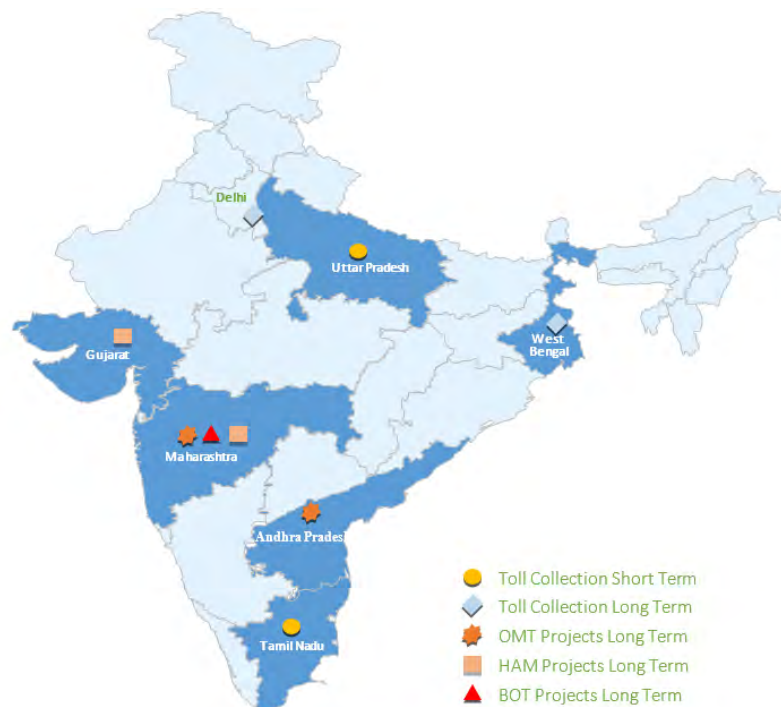 Delhi
Uttar Pradesh
West
Bengal
Gujarat
Maharashtra
Andhra Prades
Tamil Nadu
Toll Collection Short Term
Toll Collection Long Term
OMT Projects Long Term
HAM Projects Long Term
BOT Projects Long Term